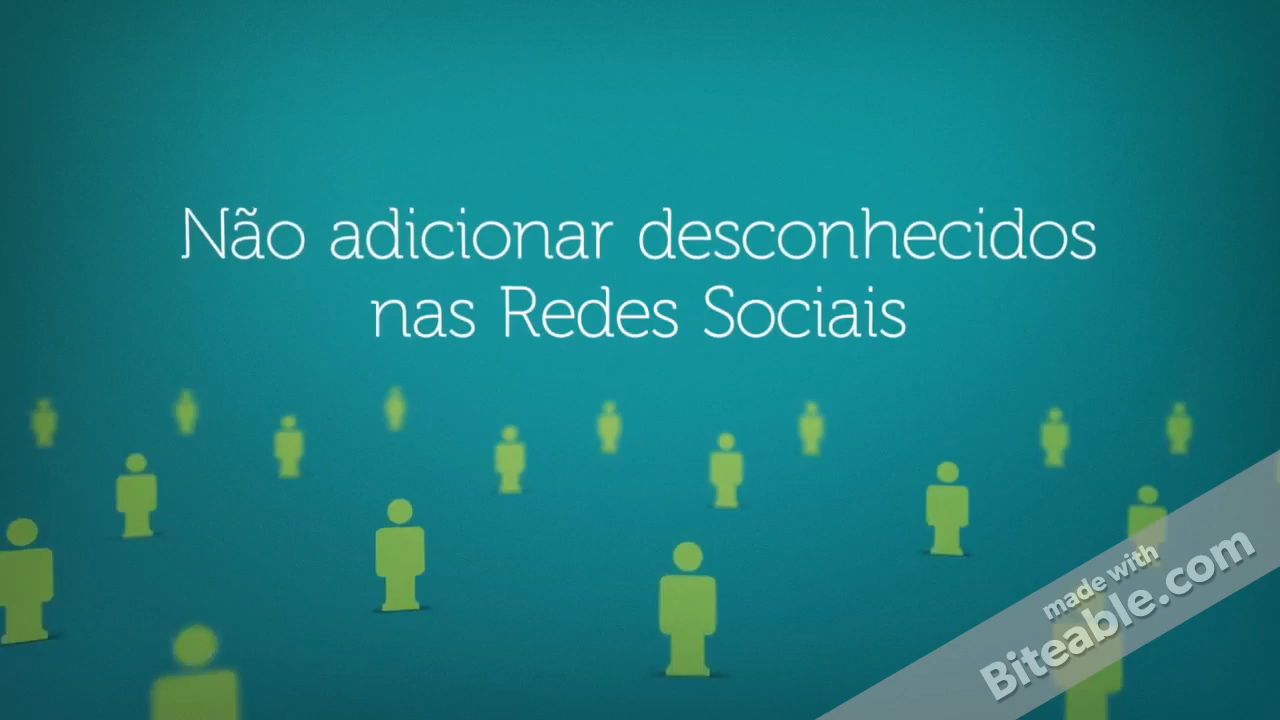 Não adicionar desconhecidos
nas Redes Sociais
made with
Biteable.com